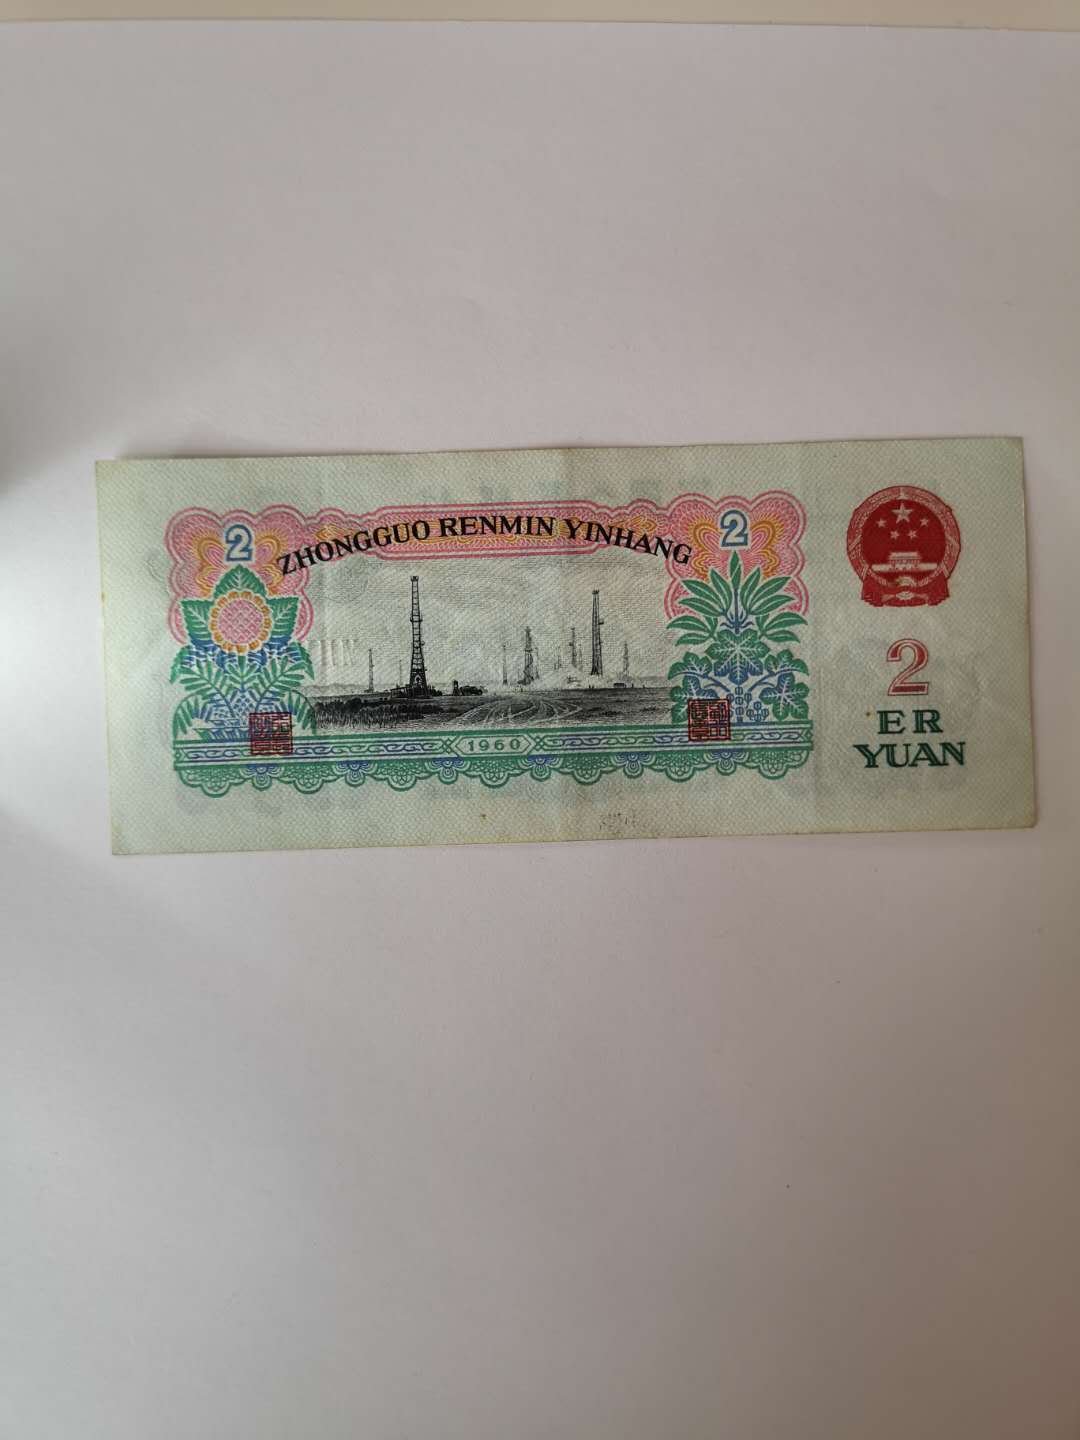 2
ZHONGGUO RENMIN YINHANG
2
1960
2
ER
YUAN